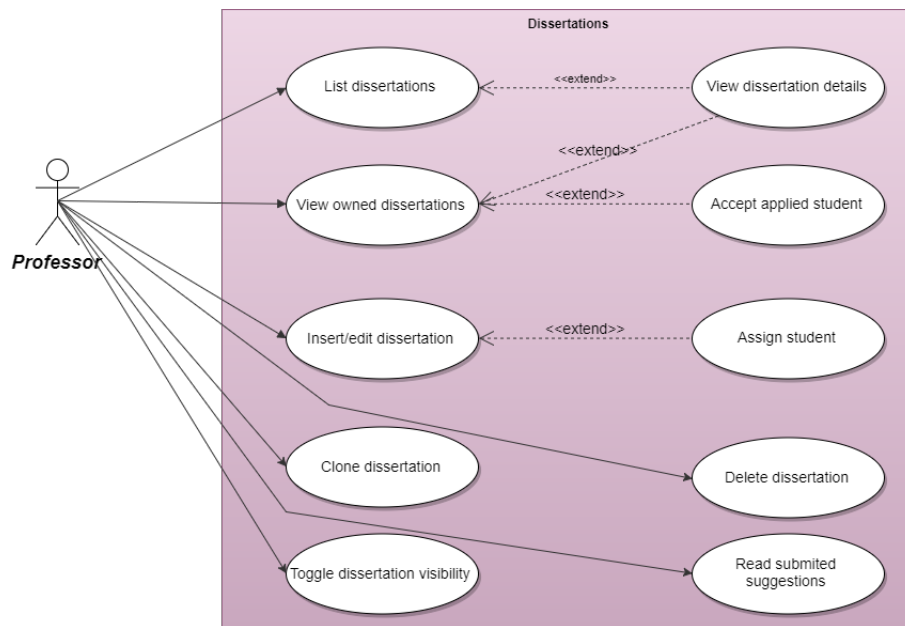 Dissertations
List dissertations
<<extend>>
View dissertation details
<<extend>>
View owned dissertations
<<extend>>
Accept applied student
Professor
Insert/edit dissertation
<<extend>>
Assign student
Clone dissertation
Delete dissertation
Toggle dissertation visibility
Read submited
suggestions